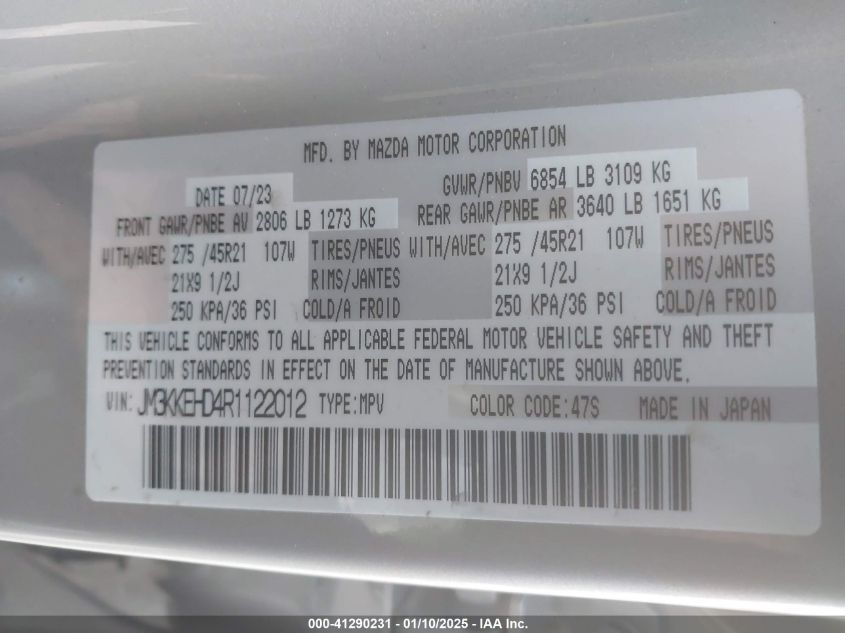 MFD. BY MAZDA MOTOR CORPORATION
DATE 07/23 GVWR/PNBV 6854 LB 3109 KG
FRONT GAWR/PNBE AV 2806 LB 1273 KG REAR GAWR/PNBE AR 3640 LB 1651 KG
WITH/AVEC 275 /45R21 107W TIRES/PNEUS WITH/AVEC 275 /45R21 107W TIRES/PNEUS
21X9 1/2J RIMS/JANTES 21X9 1/2J RIMS/JANTES
250 KPA/36 PSI COLD/A FROID 250 KPA/36 PSI COLD/A FROID
THIS VEHICLE CONFORMS TO ALL APPLICABLE FEDERAL MOTOR VEHICLE SAFETY AND THEFT
PREVENTION STANDARDS IN EFFECT ON THE DATE OF MANUFACTURE SHOWN ABOVE.
VIN: JM3KKEHD4R1122012 TYPE:MPV COLOR CODE:47S MADE IN JAPAN
000-41290231 - 01/10/2025 - IAA Inc.